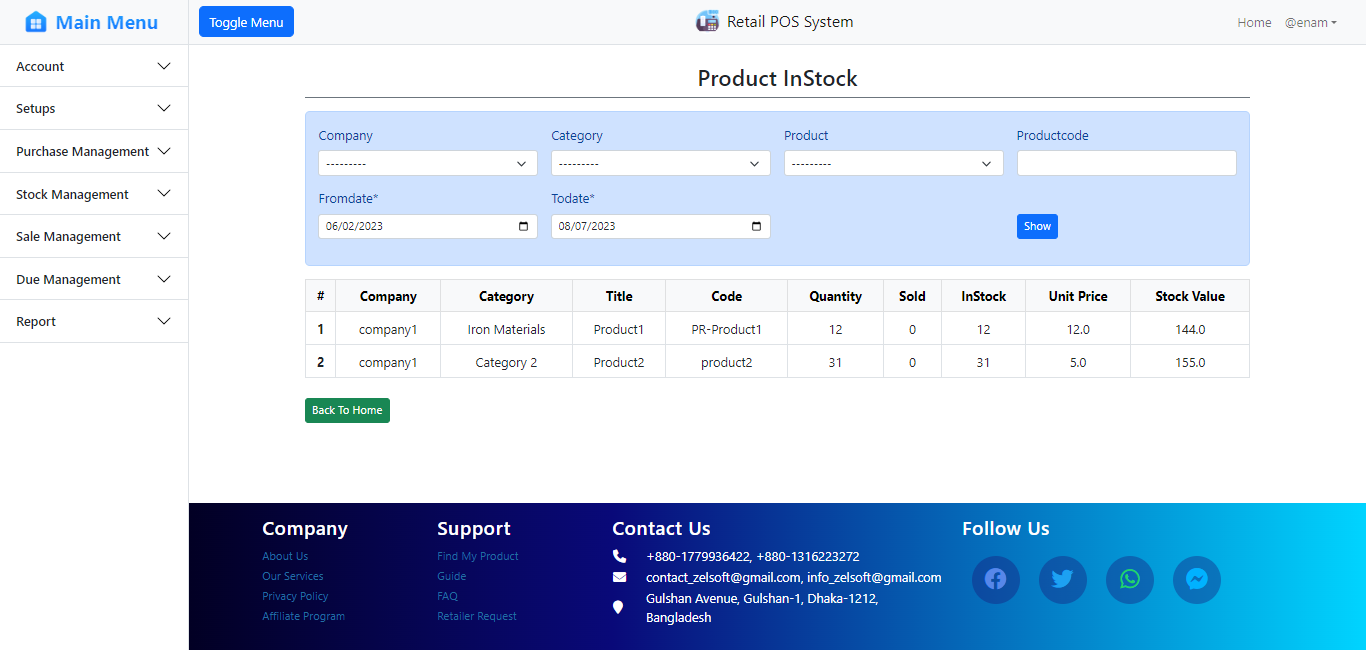 Main Menu
Toggle Menu
Retail POS System
Home @enam
Account
Setups
Purchase Management
Stock Management
Sale Management
Due Management
Report
Product InStock
Company Category Product Productcode
--------- --------- ---------
Fromdate* Todate*
06/02/2023 08/07/2023 Show
# Company Category Title Code Quantity Sold InStock Unit Price Stock Value
1 company1 Iron Materials Product1 PR-Product1 12 0 12 12.0 144.0
2 company1 Category 2 Product2 product2 31 0 31 5.0 155.0
Back To Home
Company
About Us
Our Services
Privacy Policy
Affiliate Program
Support
Find My Product
Guide
FAQ
Retailer Request
Contact Us
+880-1779936422, +880-1316223272
contact_zelsoft@gmail.com, info_zelsoft@gmail.com
Gulshan Avenue, Gulshan-1, Dhaka-1212,
Bangladesh
Follow Us